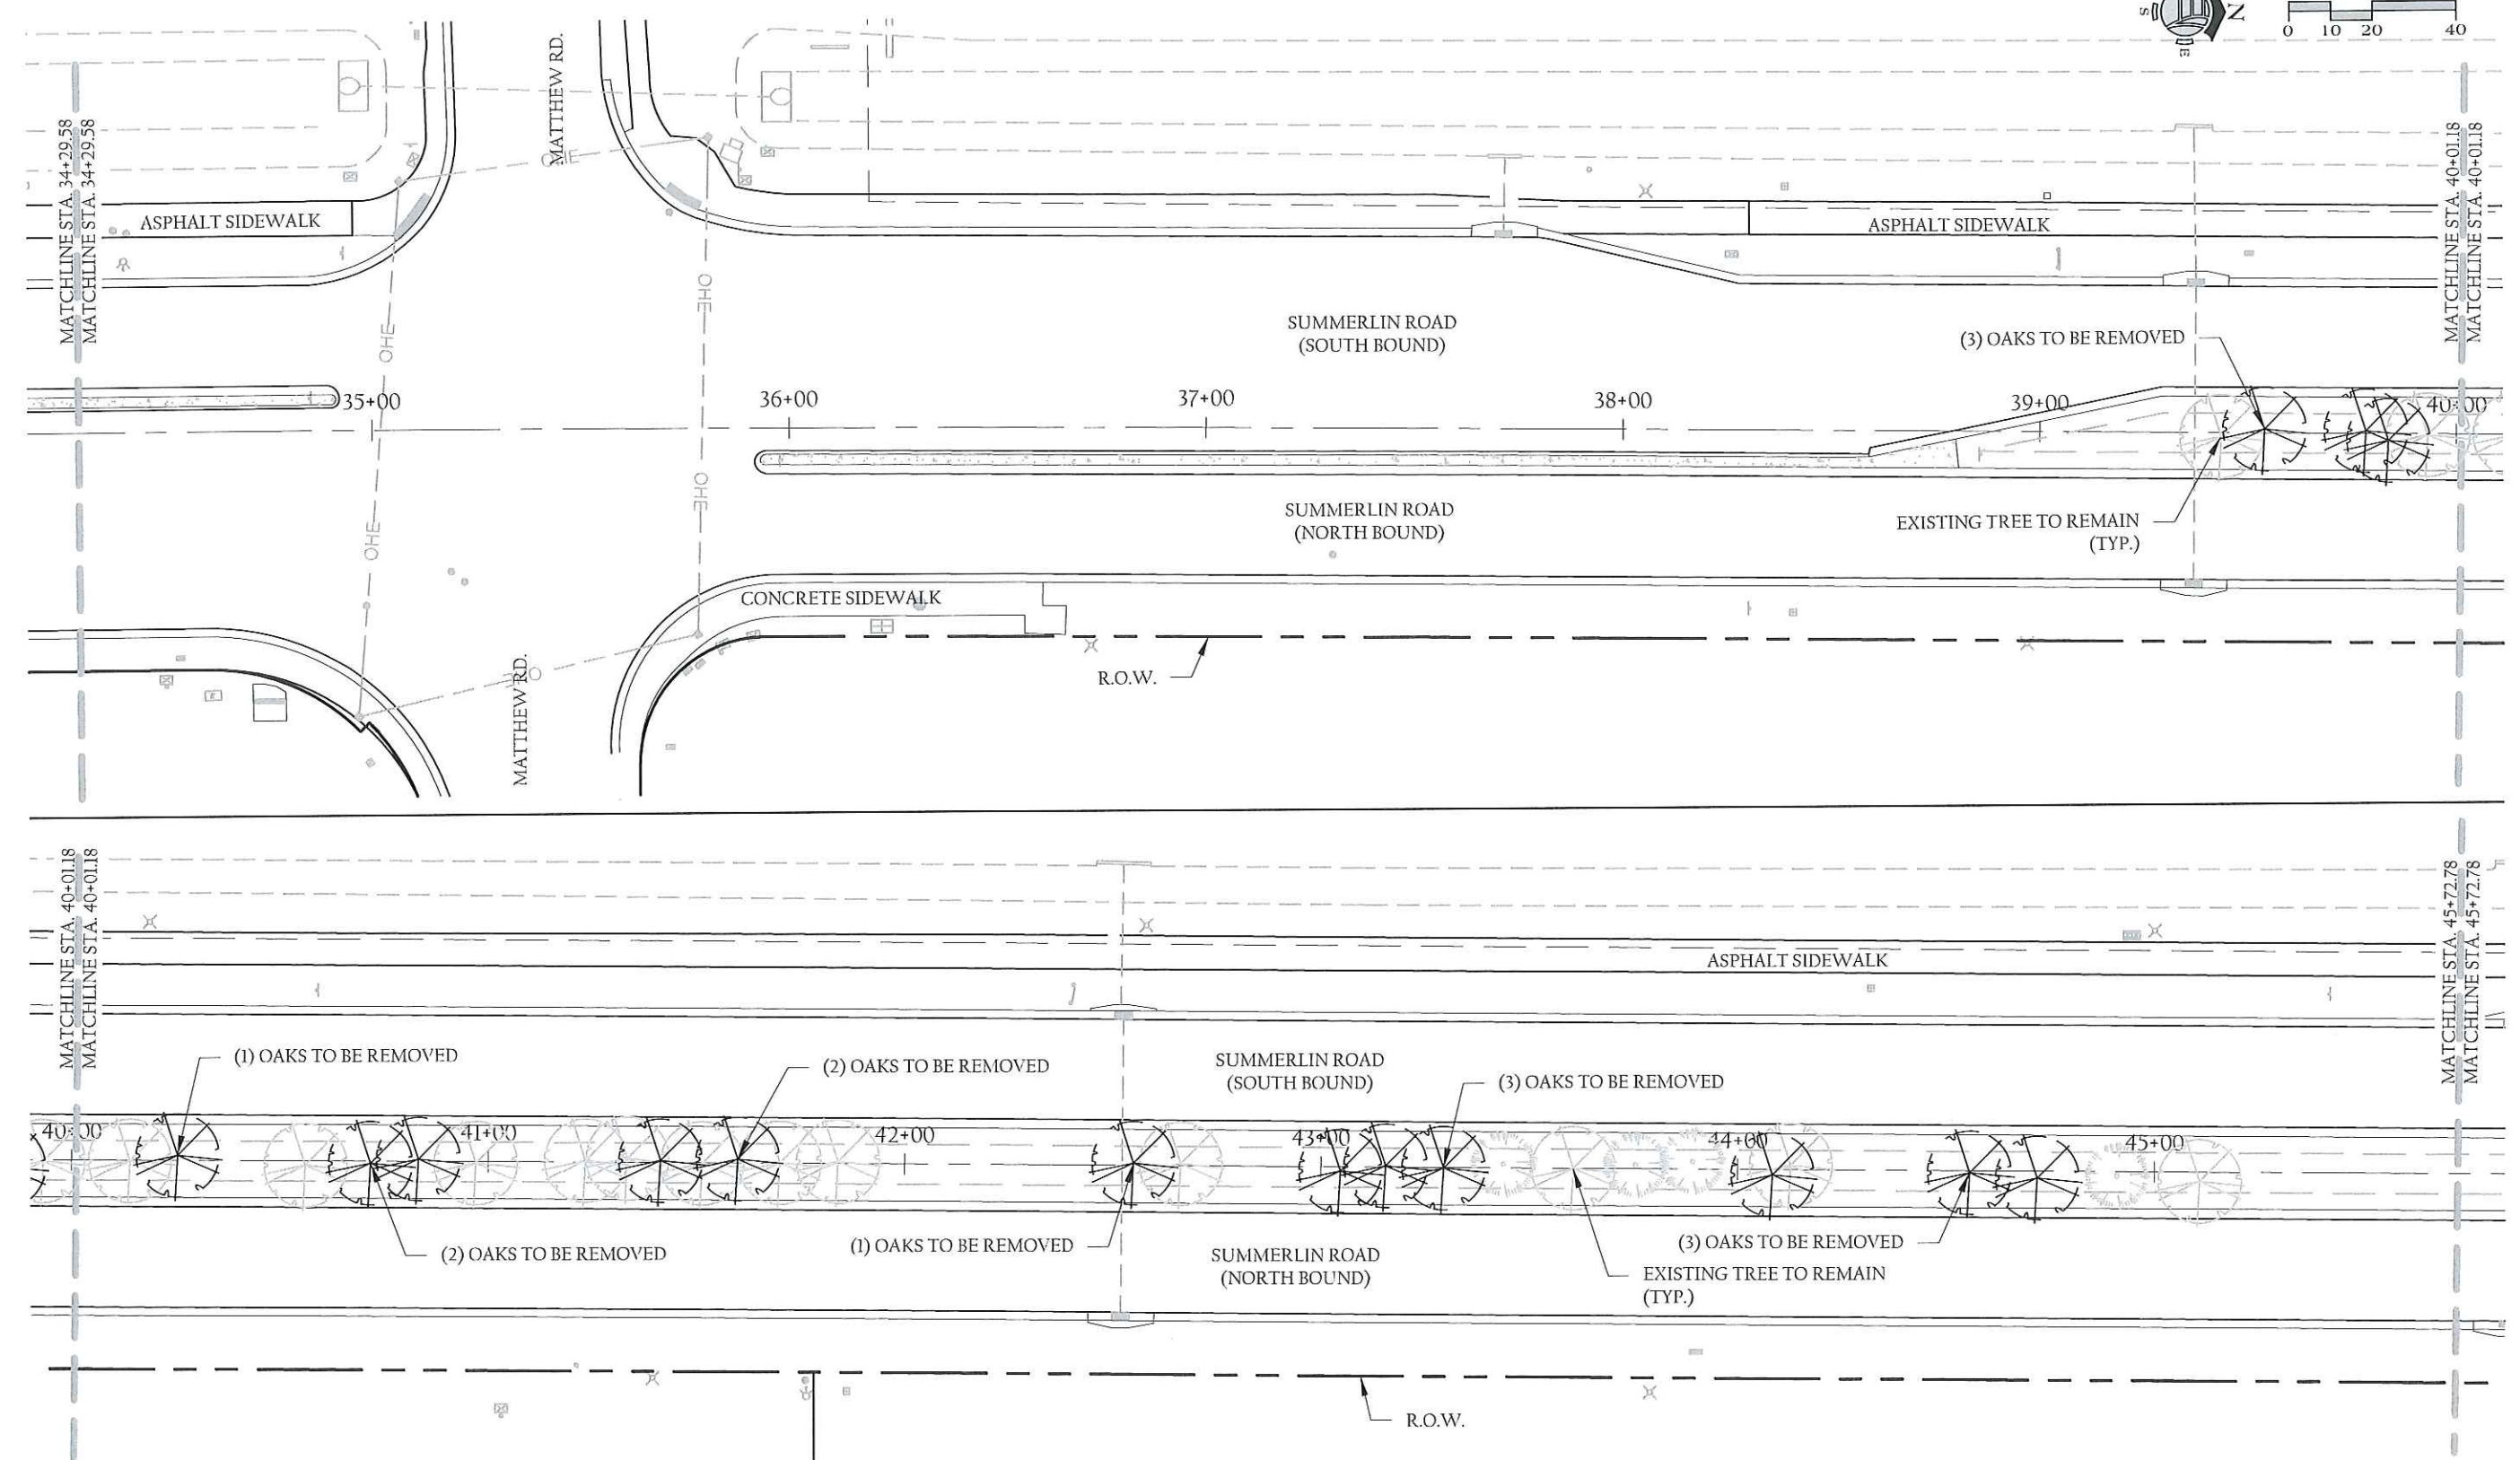 S
N
E
0 10 20 40
MATTHEW RD.
MATCHLINE STA. 34+29.58
MATCHLINE STA. 34+29.58
MATCHLINE STA. 40+01.18
MATCHLINE STA. 40+01.18
OHE
ASPHALT SIDEWALK
ASPHALT SIDEWALK
OHE
OHE
SUMMERLIN ROAD
(SOUTH BOUND)
(3) OAKS TO BE REMOVED
35+00
36+00
37+00
38+00
39+00
40+00
OHE
OHE
SUMMERLIN ROAD
(NORTH BOUND)
EXISTING TREE TO REMAIN
(TYP.)
CONCRETE SIDEWALK
MATTHEW RD.
R.O.W.
E
MATCHLINE STA. 40+01.18
MATCHLINE STA. 40+01.18
MATCHLINE STA. 45+72.78
MATCHLINE STA. 45+72.78
ASPHALT SIDEWALK
(1) OAKS TO BE REMOVED
(2) OAKS TO BE REMOVED
SUMMERLIN ROAD
(SOUTH BOUND)
(3) OAKS TO BE REMOVED
40+00
41+00
42+00
43+00
44+00
45+00
(2) OAKS TO BE REMOVED
(1) OAKS TO BE REMOVED
SUMMERLIN ROAD
(NORTH BOUND)
(3) OAKS TO BE REMOVED
EXISTING TREE TO REMAIN
(TYP.)
R.O.W.